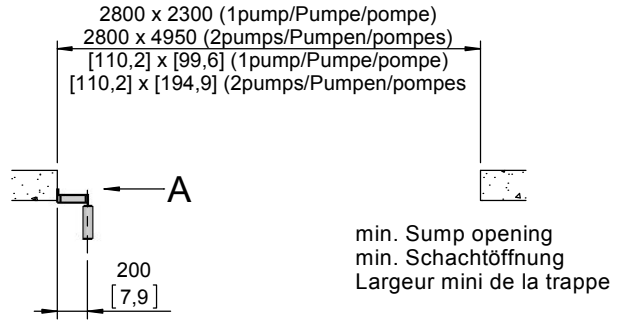 2800 x 2300 (1pump/Pumpe/pompe)
2800 x 4950 (2pumps/Pumpen/pompes)
[110,2] x [99,6] (1pump/Pumpe/pompe)
[110,2] x [194,9] (2pumps/Pumpen/pompes
A
min. Sump opening
min. Schachtöffnung
Largeur mini de la trappe
200
[7,9]